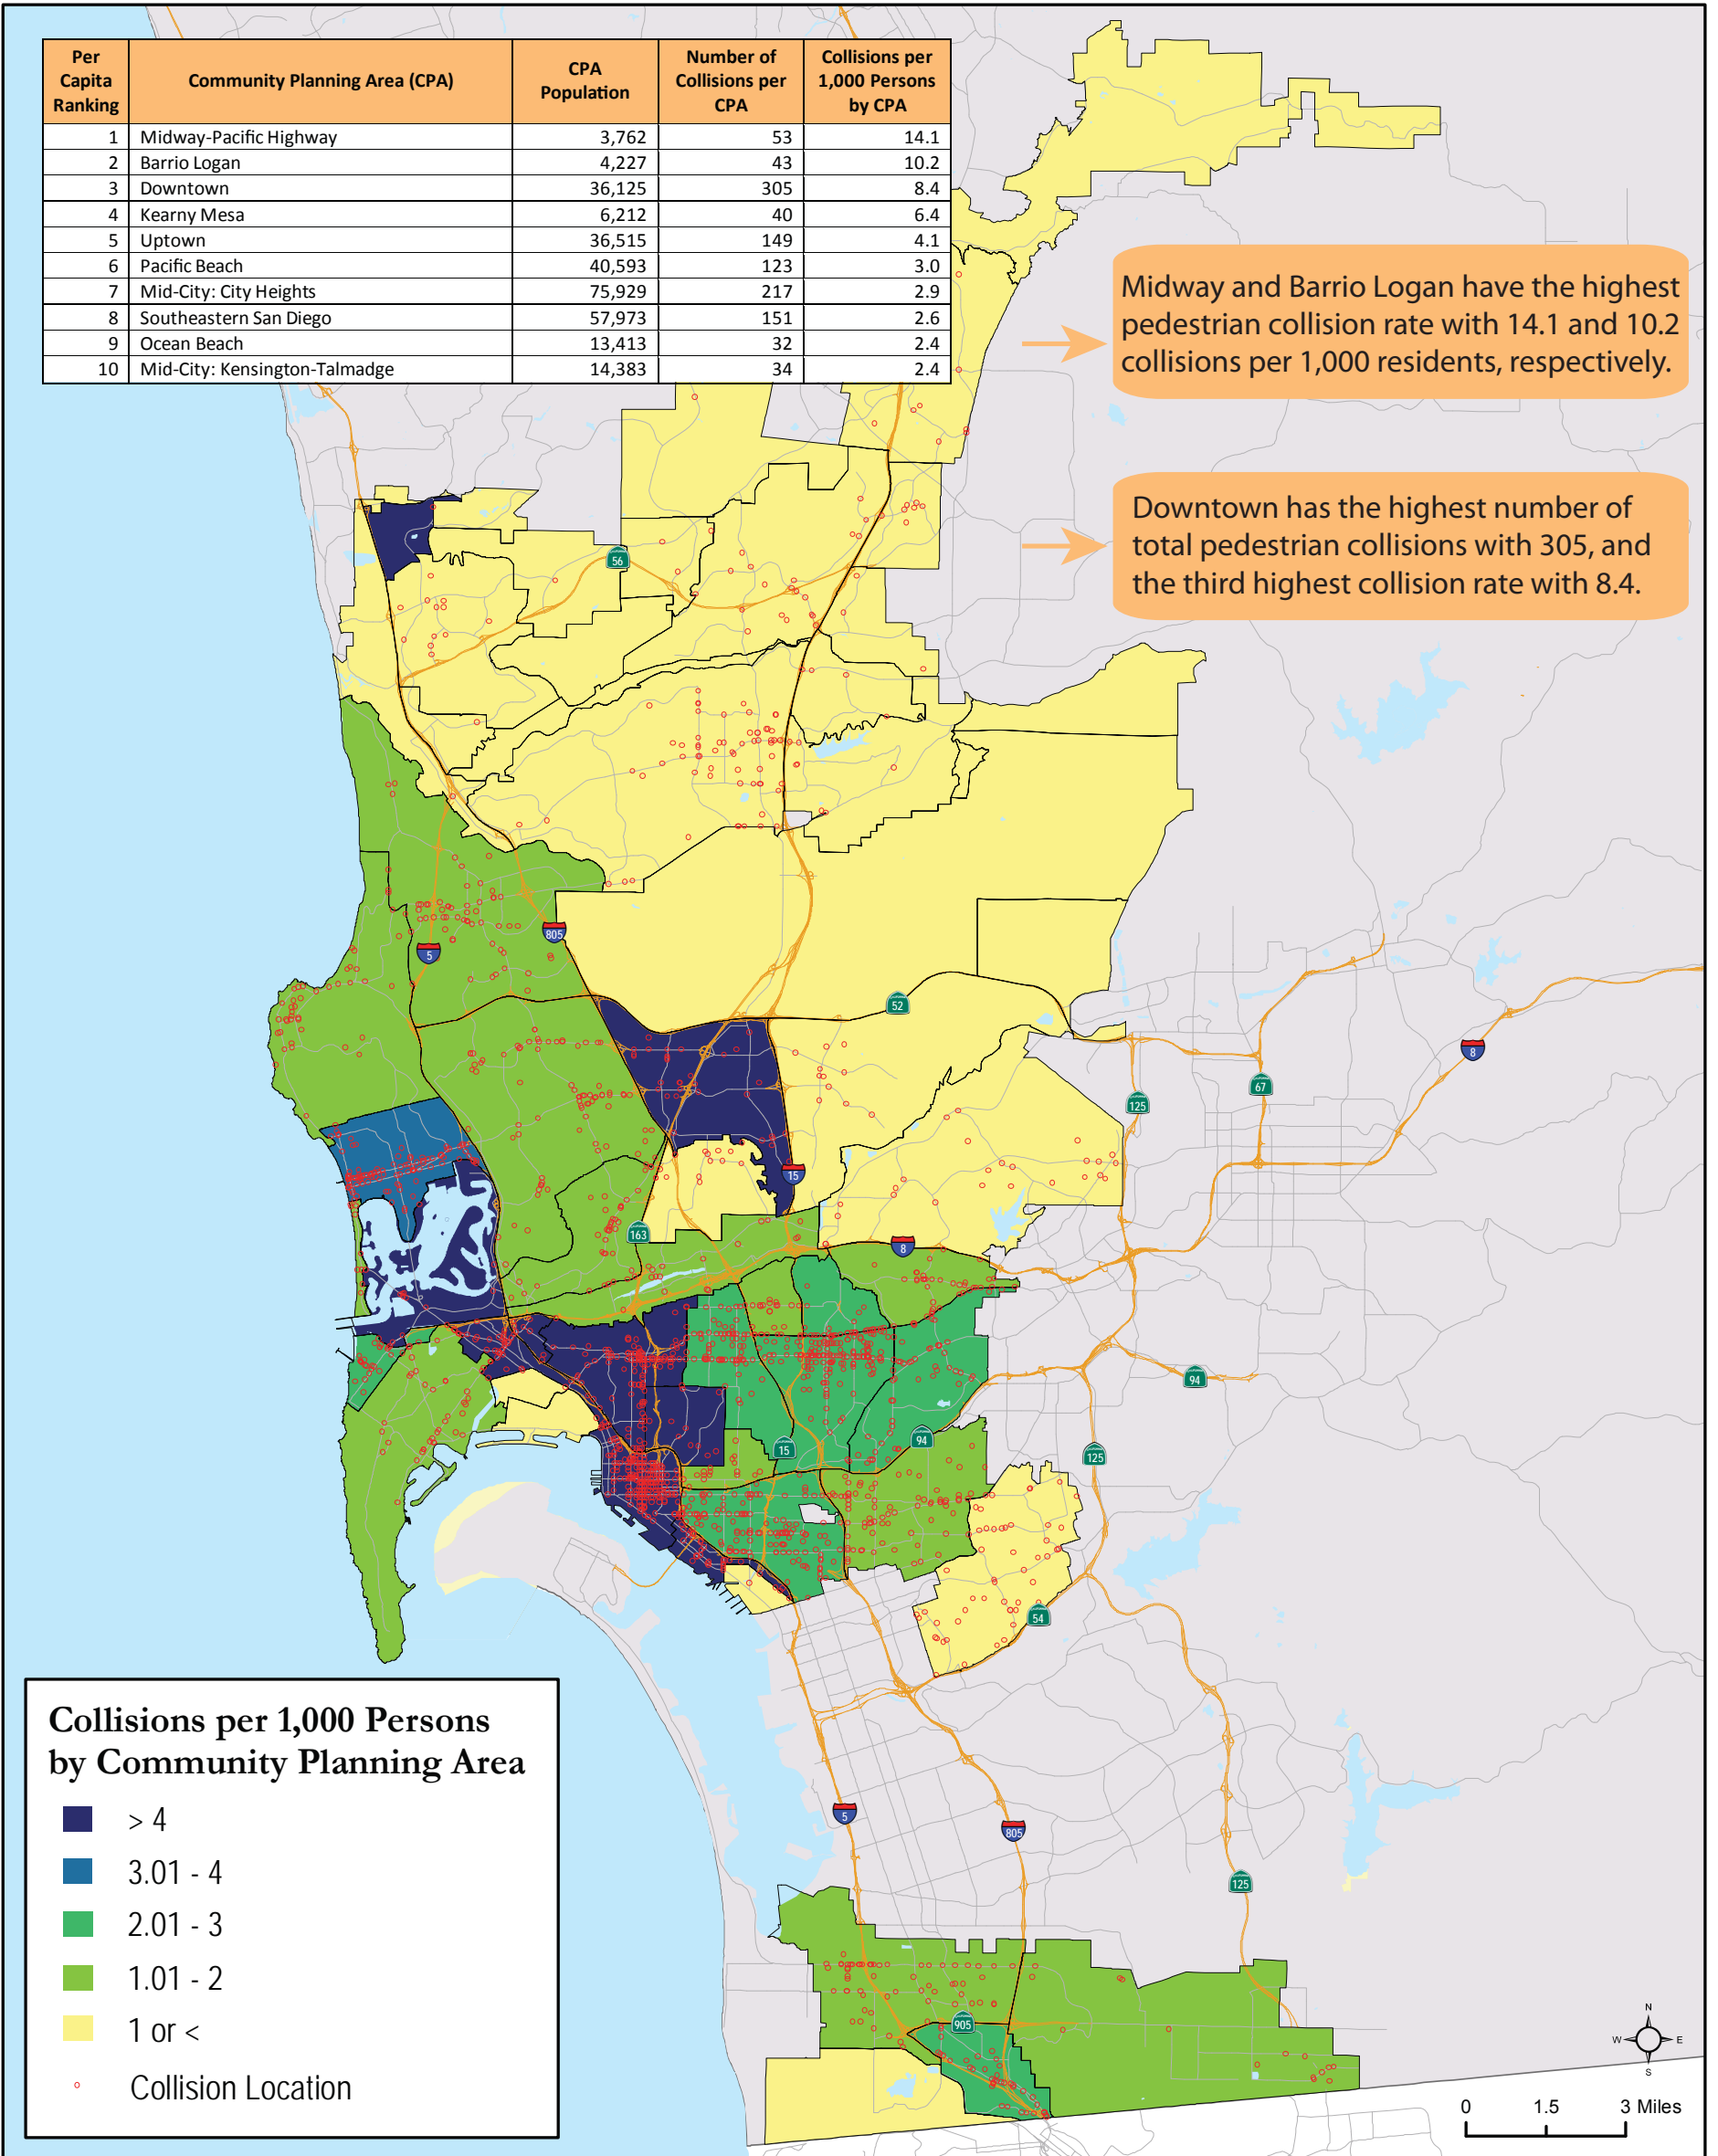 Per Capita Ranking Community Planning Area (CPA) CPA Population Number of Collisions per CPA Collisions per 1,000 Persons by CPA
1 Midway-Pacific Highway 3,762 53 14.1
2 Barrio Logan 4,227 43 10.2
3 Downtown 36,125 305 8.4
4 Kearny Mesa 6,212 40 6.4
5 Uptown 36,515 149 4.1
6 Pacific Beach 40,593 123 3.0
7 Mid-City: City Heights 75,929 217 2.9
8 Southeastern San Diego 57,973 151 2.6
9 Ocean Beach 13,413 32 2.4
10 Mid-City: Kensington-Talmadge 14,383 34 2.4
Midway and Barrio Logan have the highest
pedestrian collision rate with 14.1 and 10.2
collisions per 1,000 residents, respectively.
Downtown has the highest number of
total pedestrian collisions with 305, and
the third highest collision rate with 8.4.
56
805
5
52
8
67
125
15
163
8
94
15
94
125
54
5
805
125
905
Collisions per 1,000 Persons
by Community Planning Area
> 4
3.01 - 4
2.01 - 3
1.01 - 2
1 or <
Collision Location
N
W E
S
0 1.5 3 Miles